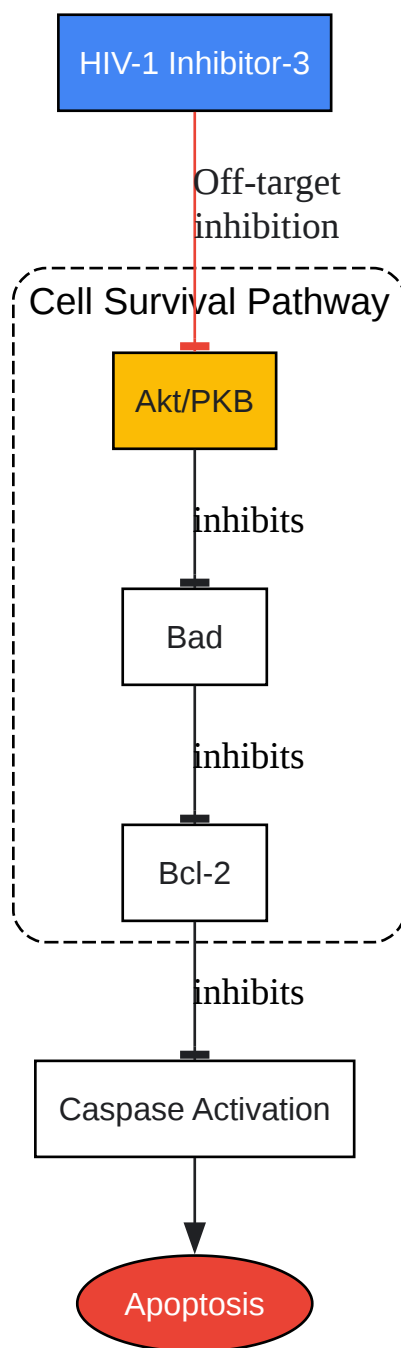 HIV-1 Inhibitor-3
Off-target
inhibition
Cell Survival Pathway
Akt/PKB
inhibits
Bad
inhibits
Bcl-2
inhibits
Caspase Activation
Apoptosis